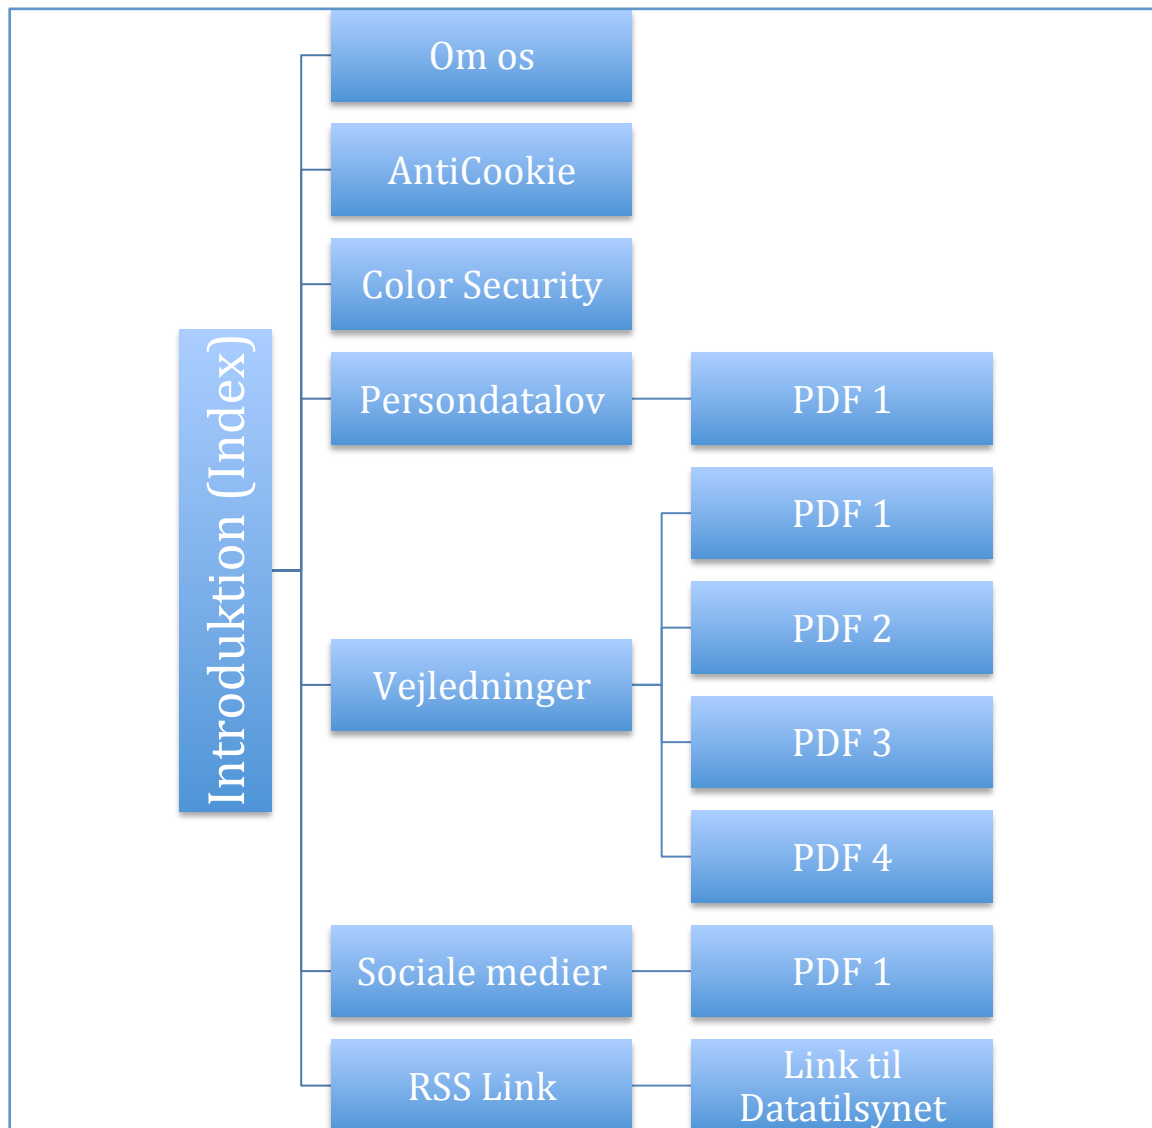 Introduktion (Index)
Om os
AntiCookie
Color Security
Persondatalov
PDF 1
Vejledninger
PDF 1
PDF 2
PDF 3
PDF 4
Sociale medier
PDF 1
RSS Link
Link til
Datatilsynet